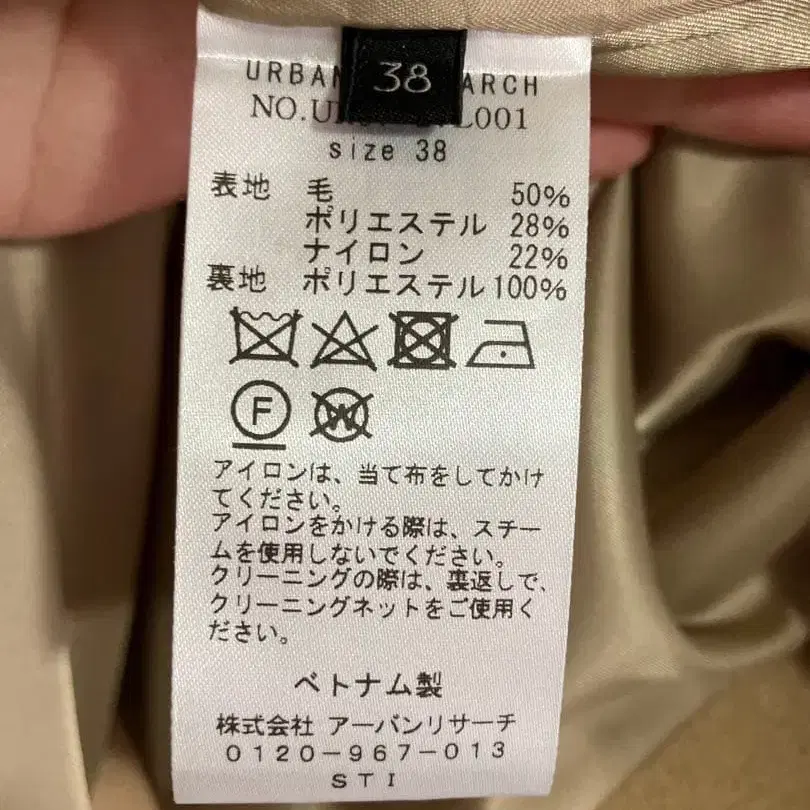 38
URBAN ARCH
NO.U L001
size 38
表地 毛 50%
ポリエステル 28%
ナイロン 22%
裏地 ポリエステル 100%
F W
アイロンは、当て布をしてかけ
てください。
アイロンをかける際は、スチー
ムを使用しないでください。
クリーニングの際は、裏返しで、
クリーニングネットをご使用く
ださい。
ベトナム製
株式会社 アーバンリサーチ
0120-967-013
STI